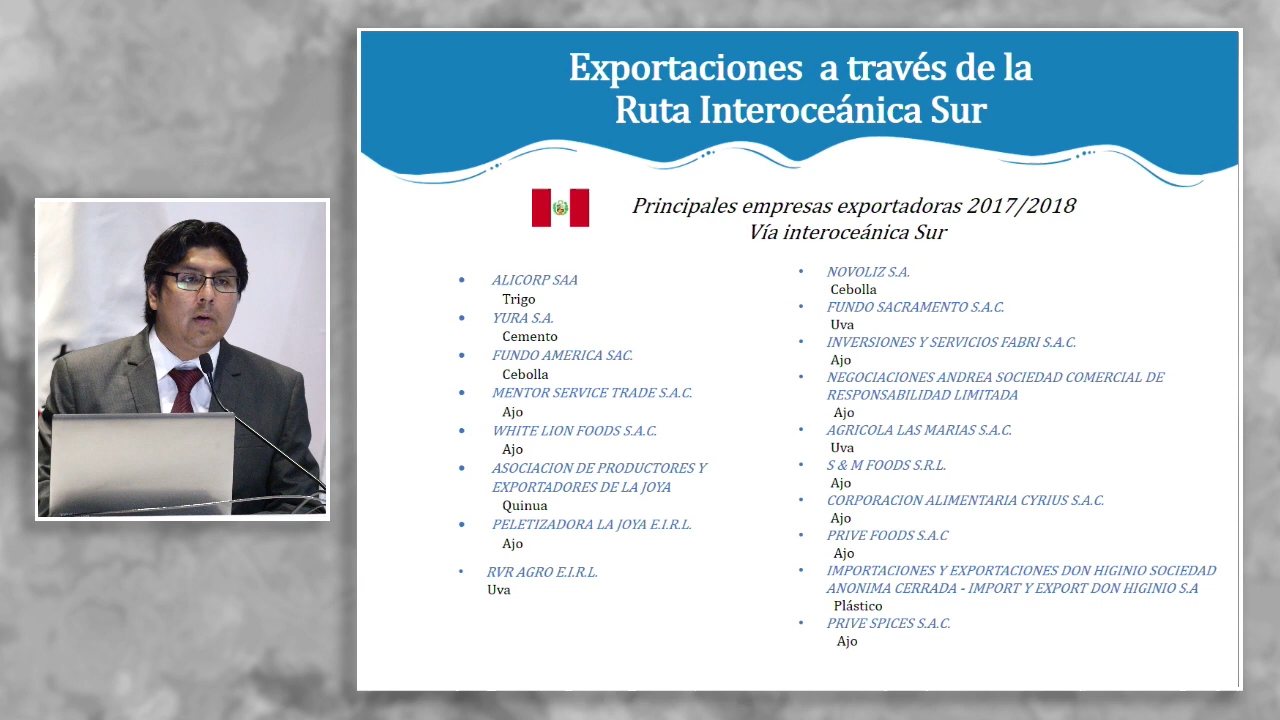 Exportaciones a través de la
Ruta Interoceánica Sur
Principales empresas exportadoras 2017/2018
Vía interoceánica Sur
• ALICORP SAA
Trigo
• YURA S.A.
Cemento
• FUNDO AMERICA SAC.
Cebolla
• MENTOR SERVICE TRADE S.A.C.
Ajo
• WHITE LION FOODS S.A.C.
Ajo
• ASOCIACION DE PRODUCTORES Y
EXPORTADORES DE LA JOYA
Quinua
• PELETIZADORA LA JOYA E.I.R.L.
Ajo
• RVR AGRO E.I.R.L.
Uva
• NOVOLIZ S.A.
Cebolla
• FUNDO SACRAMENTO S.A.C.
Uva
• INVERSIONES Y SERVICIOS FABRI S.A.C.
Ajo
• NEGOCIACIONES ANDREA SOCIEDAD COMERCIAL DE
RESPONSABILIDAD LIMITADA
Ajo
• AGRICOLA LAS MARIAS S.A.C.
Uva
• S & M FOODS S.R.L.
Ajo
• CORPORACION ALIMENTARIA CYRIUS S.A.C.
Ajo
• PRIVE FOODS S.A.C
Ajo
• IMPORTACIONES Y EXPORTACIONES DON HIGINIO SOCIEDAD
ANONIMA CERRADA - IMPORT Y EXPORT DON HIGINIO S.A
Plástico
• PRIVE SPICES S.A.C.
Ajo